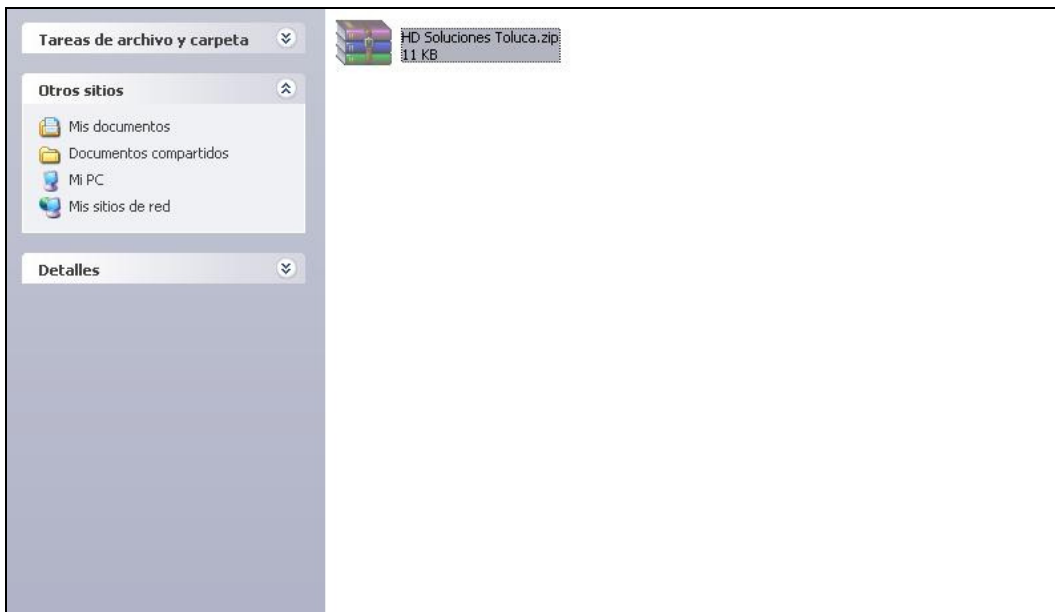 Tareas de archivo y carpeta
Otros sitios
Mis documentos
Documentos compartidos
Mi PC
Mis sitios de red
Detalles
HD Soluciones Toluca.zip
11 KB